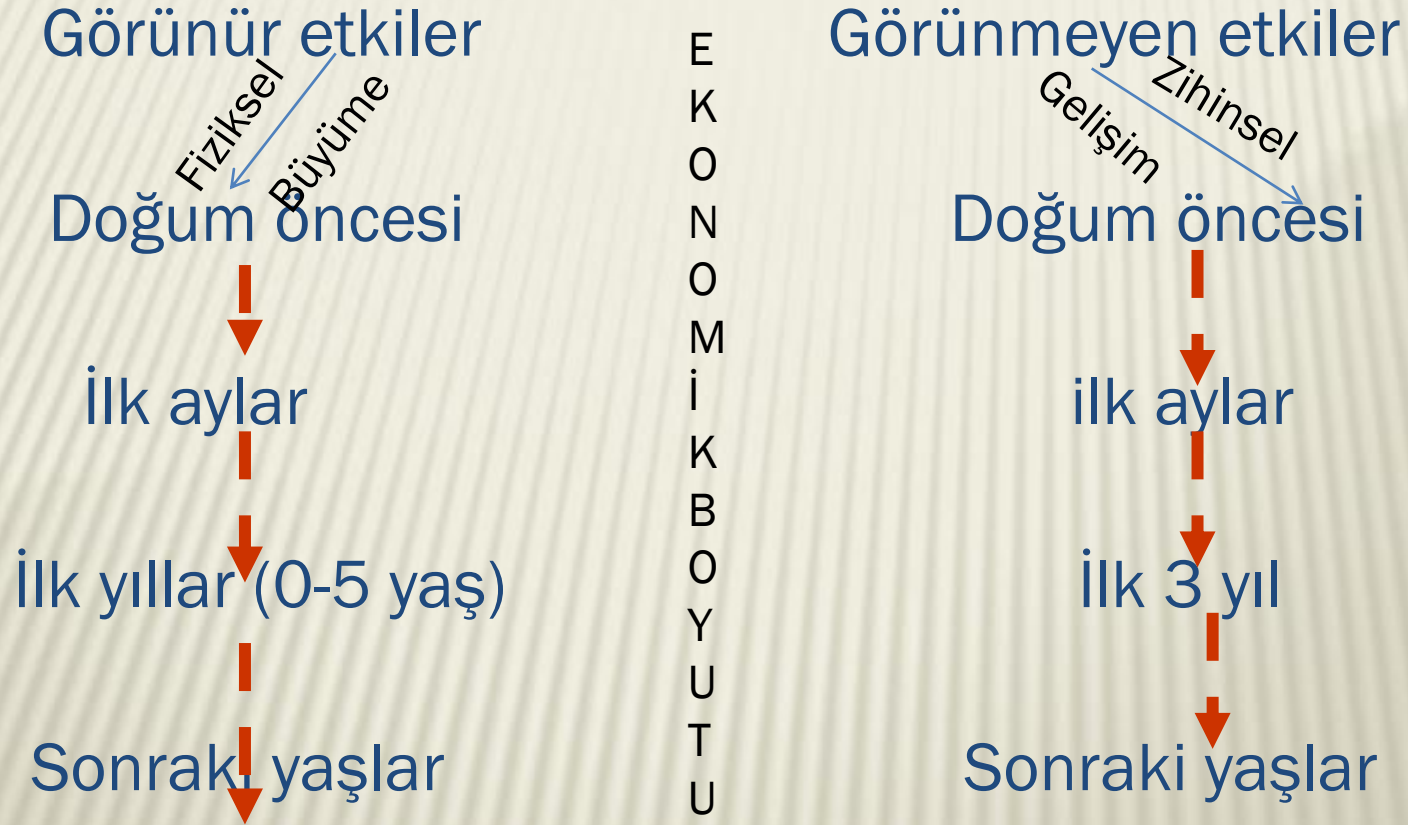 Görünür etkiler
Fiziksel
Büyüme
Doğum öncesi
İlk aylar
İlk yıllar (0-5 yaş)
Sonraki yaşlar
E
K
O
N
O
M
İ
K
B
O
Y
U
T
U
Görünmeyen etkiler
Zihinsel
Gelişim
Doğum öncesi
ilk aylar
İlk 3 yıl
Sonraki yaşlar